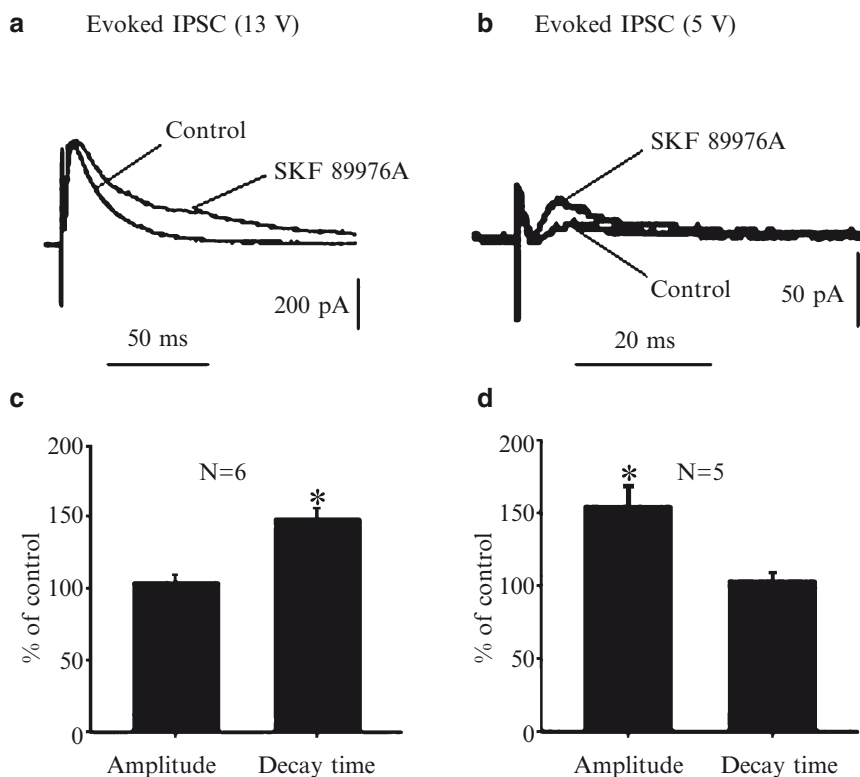 a Evoked IPSC (13 V)
Control
SKF 89976A
200 pA
50 ms
b Evoked IPSC (5 V)
SKF 89976A
Control
50 pA
20 ms
c
200
150
100
50
0
% of control
N=6
*
Amplitude Decay time
d
200
150
100
50
0
% of control
*
N=5
Amplitude Decay time